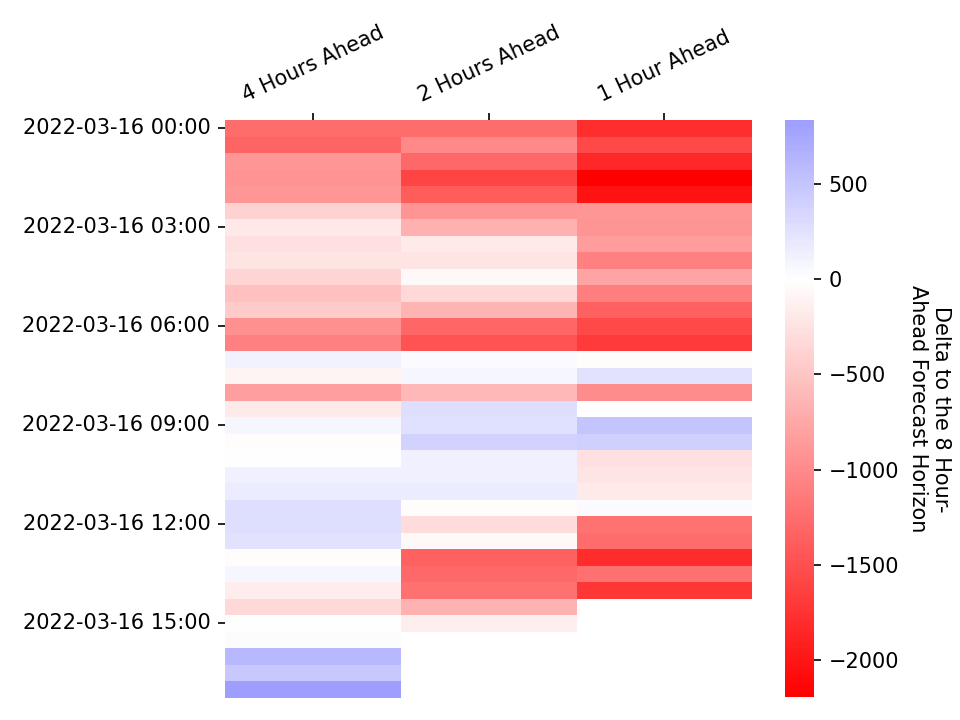 4 Hours Ahead
2 Hours Ahead
1 Hour Ahead
2022-03-16 00:00
2022-03-16 03:00
2022-03-16 06:00
2022-03-16 09:00
2022-03-16 12:00
2022-03-16 15:00
500
0
−500
−1000
−1500
−2000
Delta to the 8 Hour-
Ahead Forecast Horizon